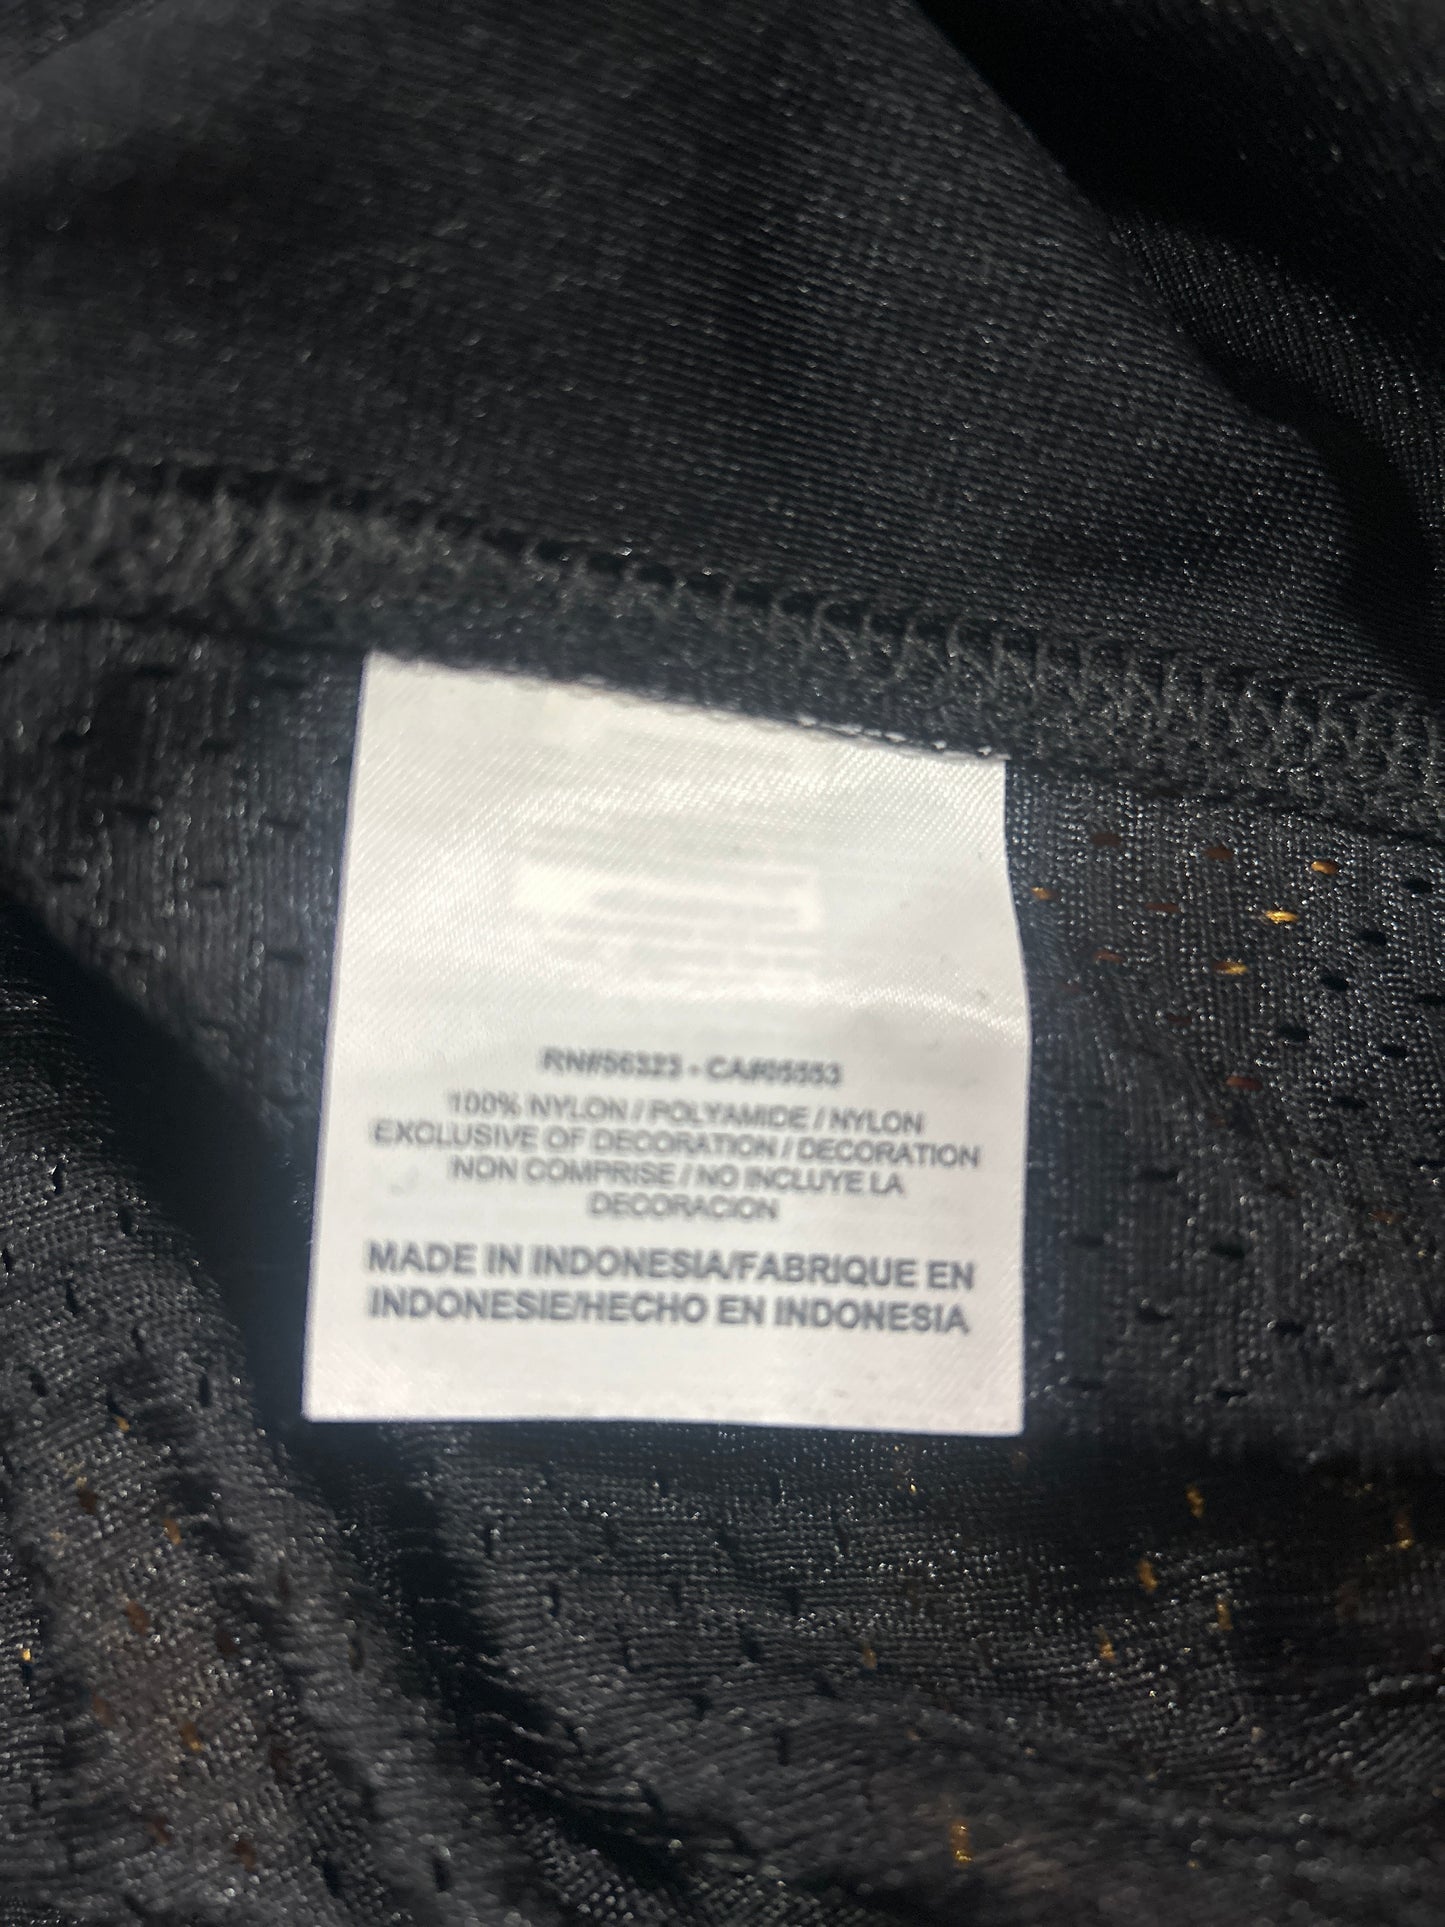 RN#56323 - CA#05553
100% NYLON / POLYAMIDE / NYLON
EXCLUSIVE OF DECORATION / DECORATION
NON COMPRISE / NO INCLUYE LA
DECORACION
MADE IN INDONESIA/FABRIQUE EN
INDONESIE/HECHO EN INDONESIA